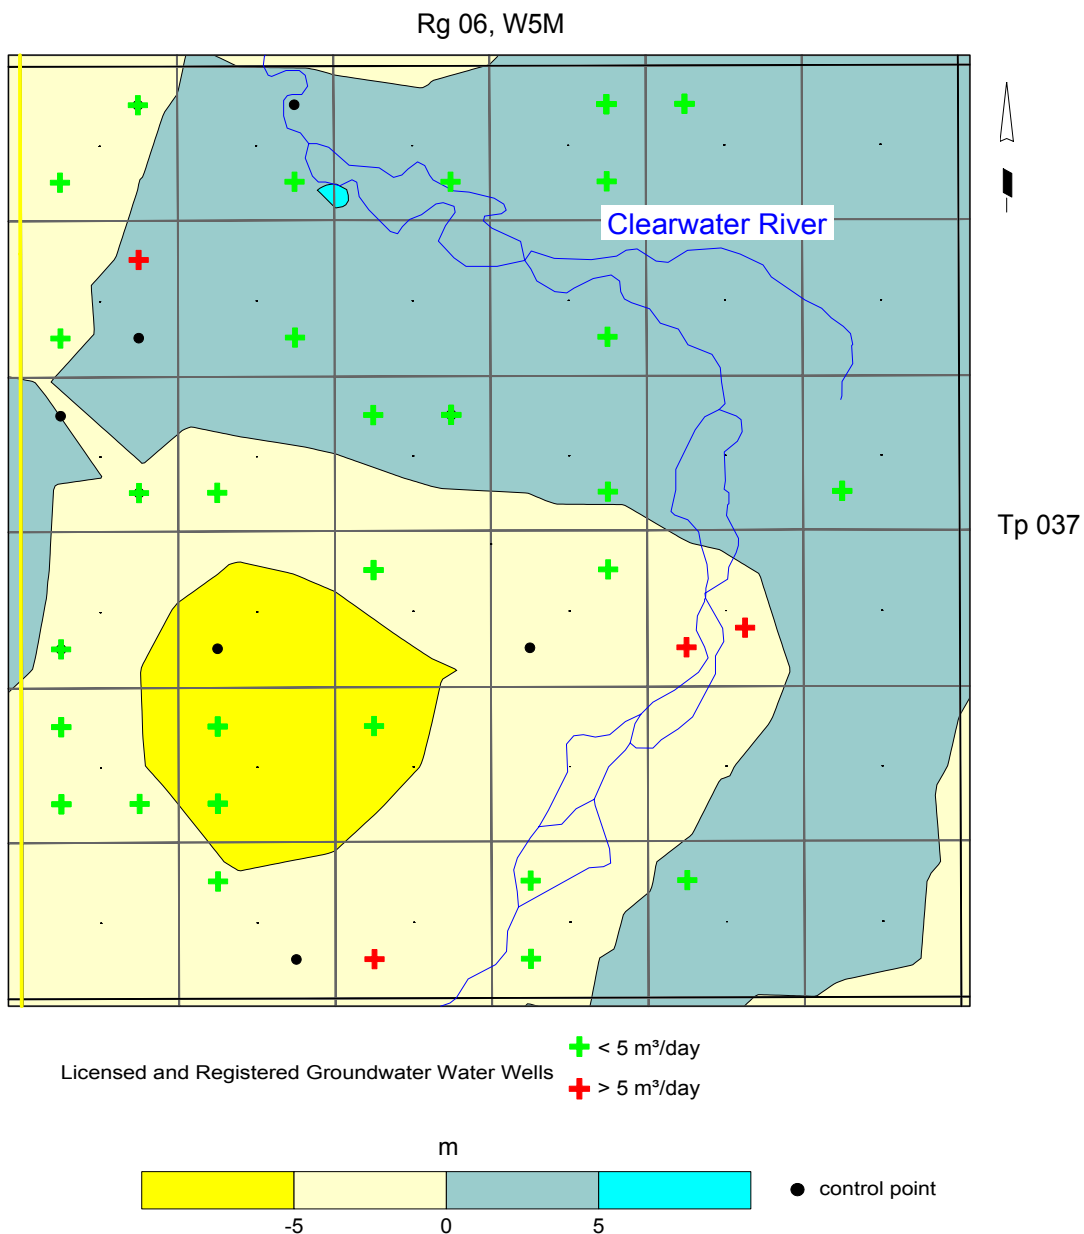 Rg 06, W5M
Clearwater River
Tp 037
Licensed and Registered Groundwater Water Wells
< 5 m³/day
> 5 m³/day
m
-5 0 5
control point